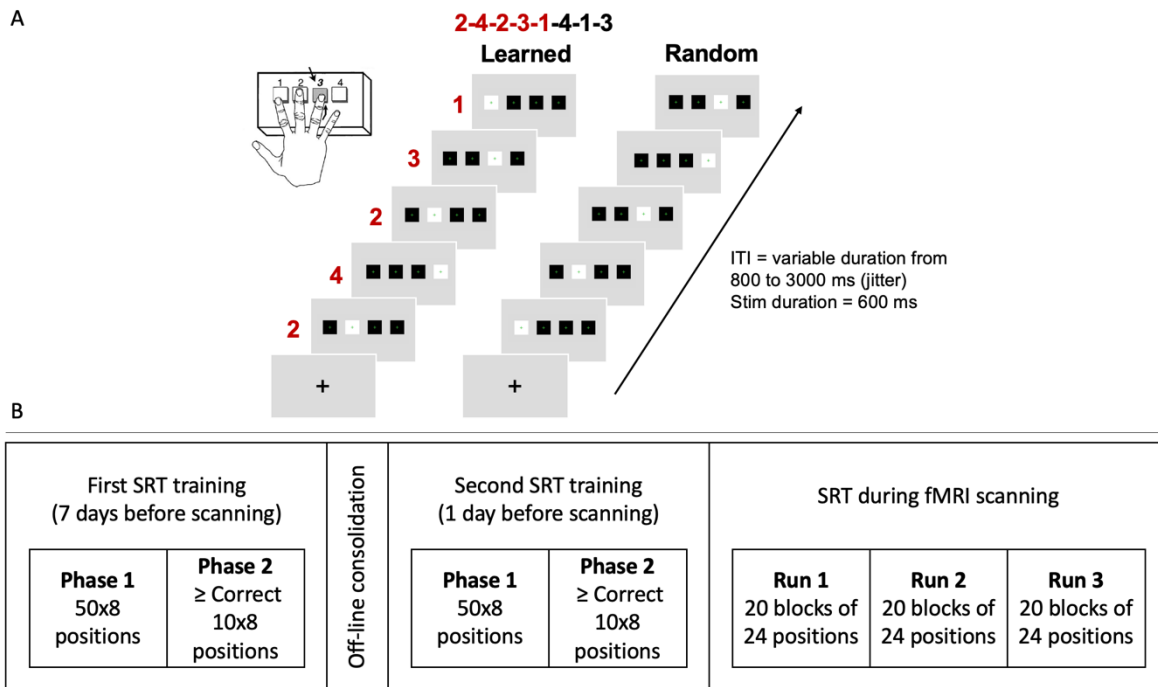 A
2-4-2-3-1-4-1-3
Learned
Random
1 2 3 4
1
3
2
4
2
+
+
ITI = variable duration from
800 to 3000 ms (jitter)
Stim duration = 600 ms
B
First SRT training
(7 days before scanning)
Phase 1
50x8
positions
Phase 2
≥ Correct
10x8
positions
Off-line consolidation
Second SRT training
(1 day before scanning)
Phase 1
50x8
positions
Phase 2
≥ Correct
10x8
positions
SRT during fMRI scanning
Run 1
20 blocks of
24 positions
Run 2
20 blocks of
24 positions
Run 3
20 blocks of
24 positions